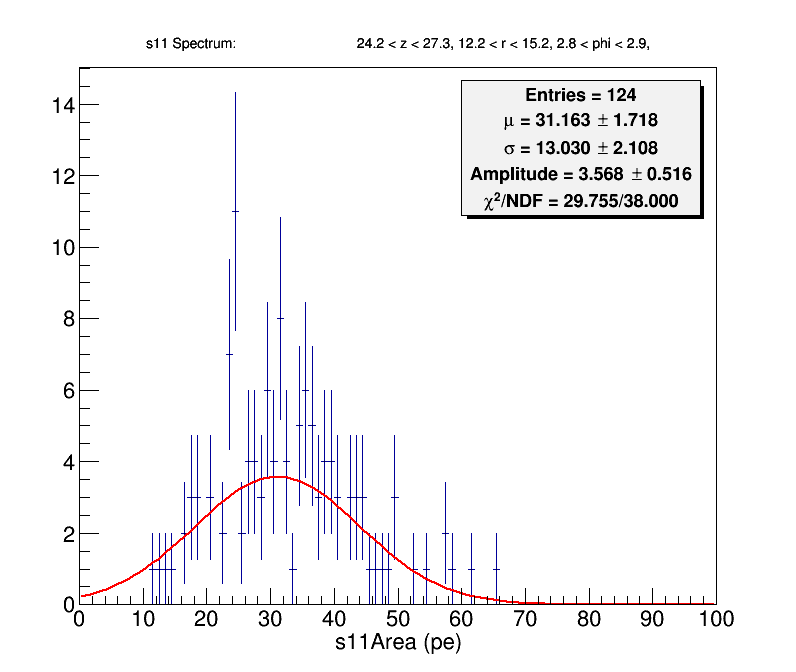 s11 Spectrum: 24.2 < z < 27.3, 12.2 < r < 15.2, 2.8 < phi < 2.9,
Entries = 124
μ = 31.163 ± 1.718
σ = 13.030 ± 2.108
Amplitude = 3.568 ± 0.516
χ²/NDF = 29.755/38.000
14
12
10
8
6
4
2
0
0 10 20 30 40 50 60 70 80 90 100
s11Area (pe)